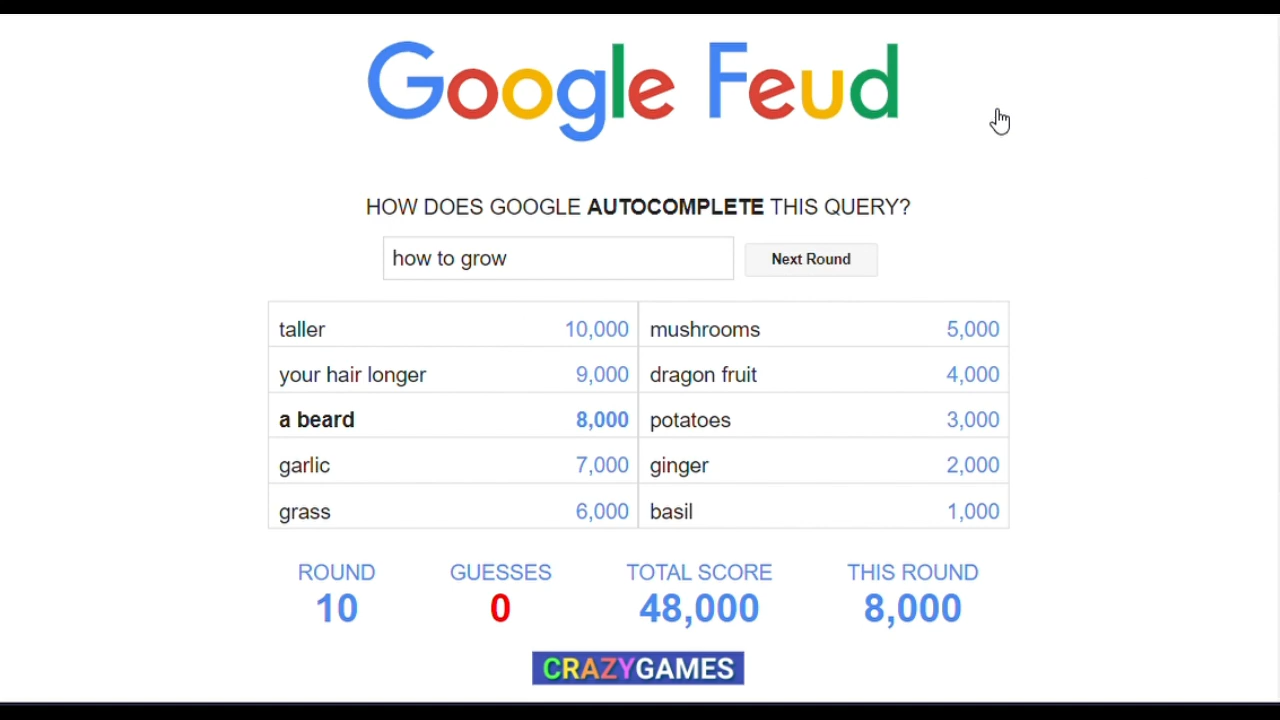 Google Feud
HOW DOES GOOGLE AUTOCOMPLETE THIS QUERY?
how to grow
Next Round
taller 10,000
your hair longer 9,000
a beard 8,000
garlic 7,000
grass 6,000
mushrooms 5,000
dragon fruit 4,000
potatoes 3,000
ginger 2,000
basil 1,000
ROUND GUESSES TOTAL SCORE THIS ROUND
10 0 48,000 8,000
CRAZYGAMES